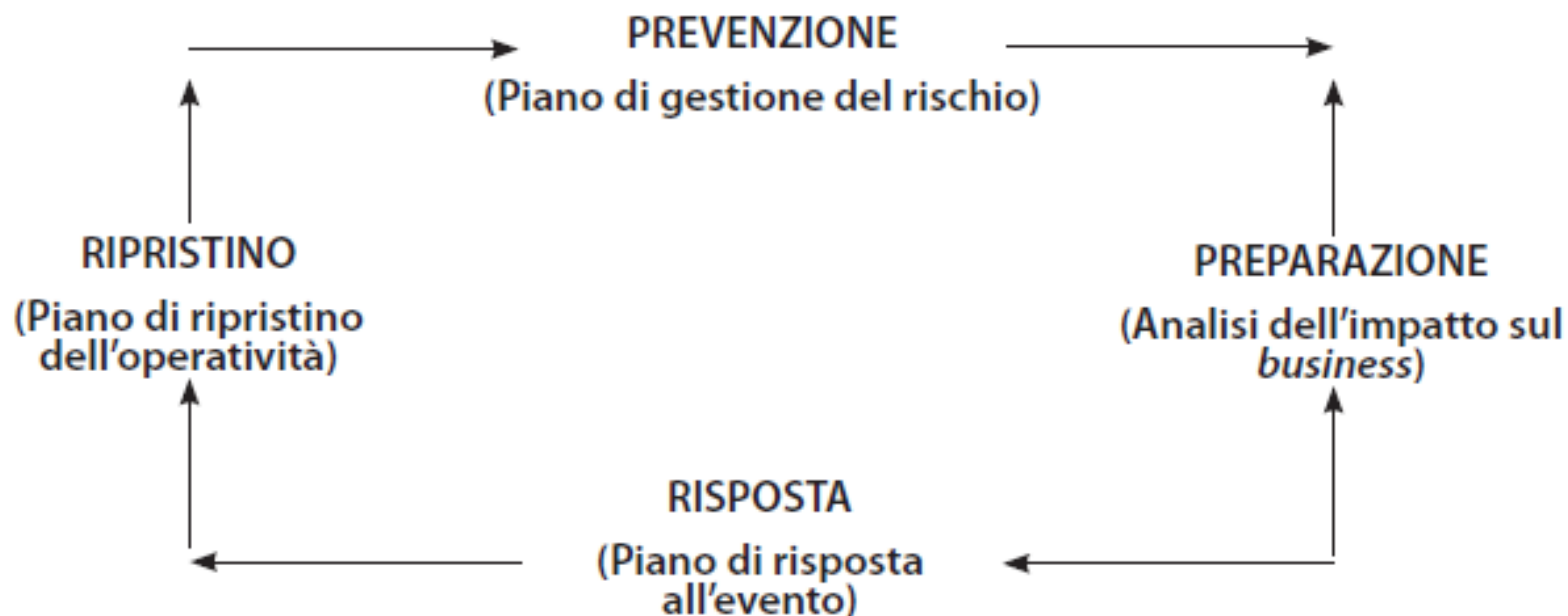 PREVENZIONE
(Piano di gestione del rischio)
RIPRISTINO
(Piano di ripristino
dell'operatività)
PREPARAZIONE
(Analisi dell'impatto sul
business)
RISPOSTA
(Piano di risposta
all'evento)